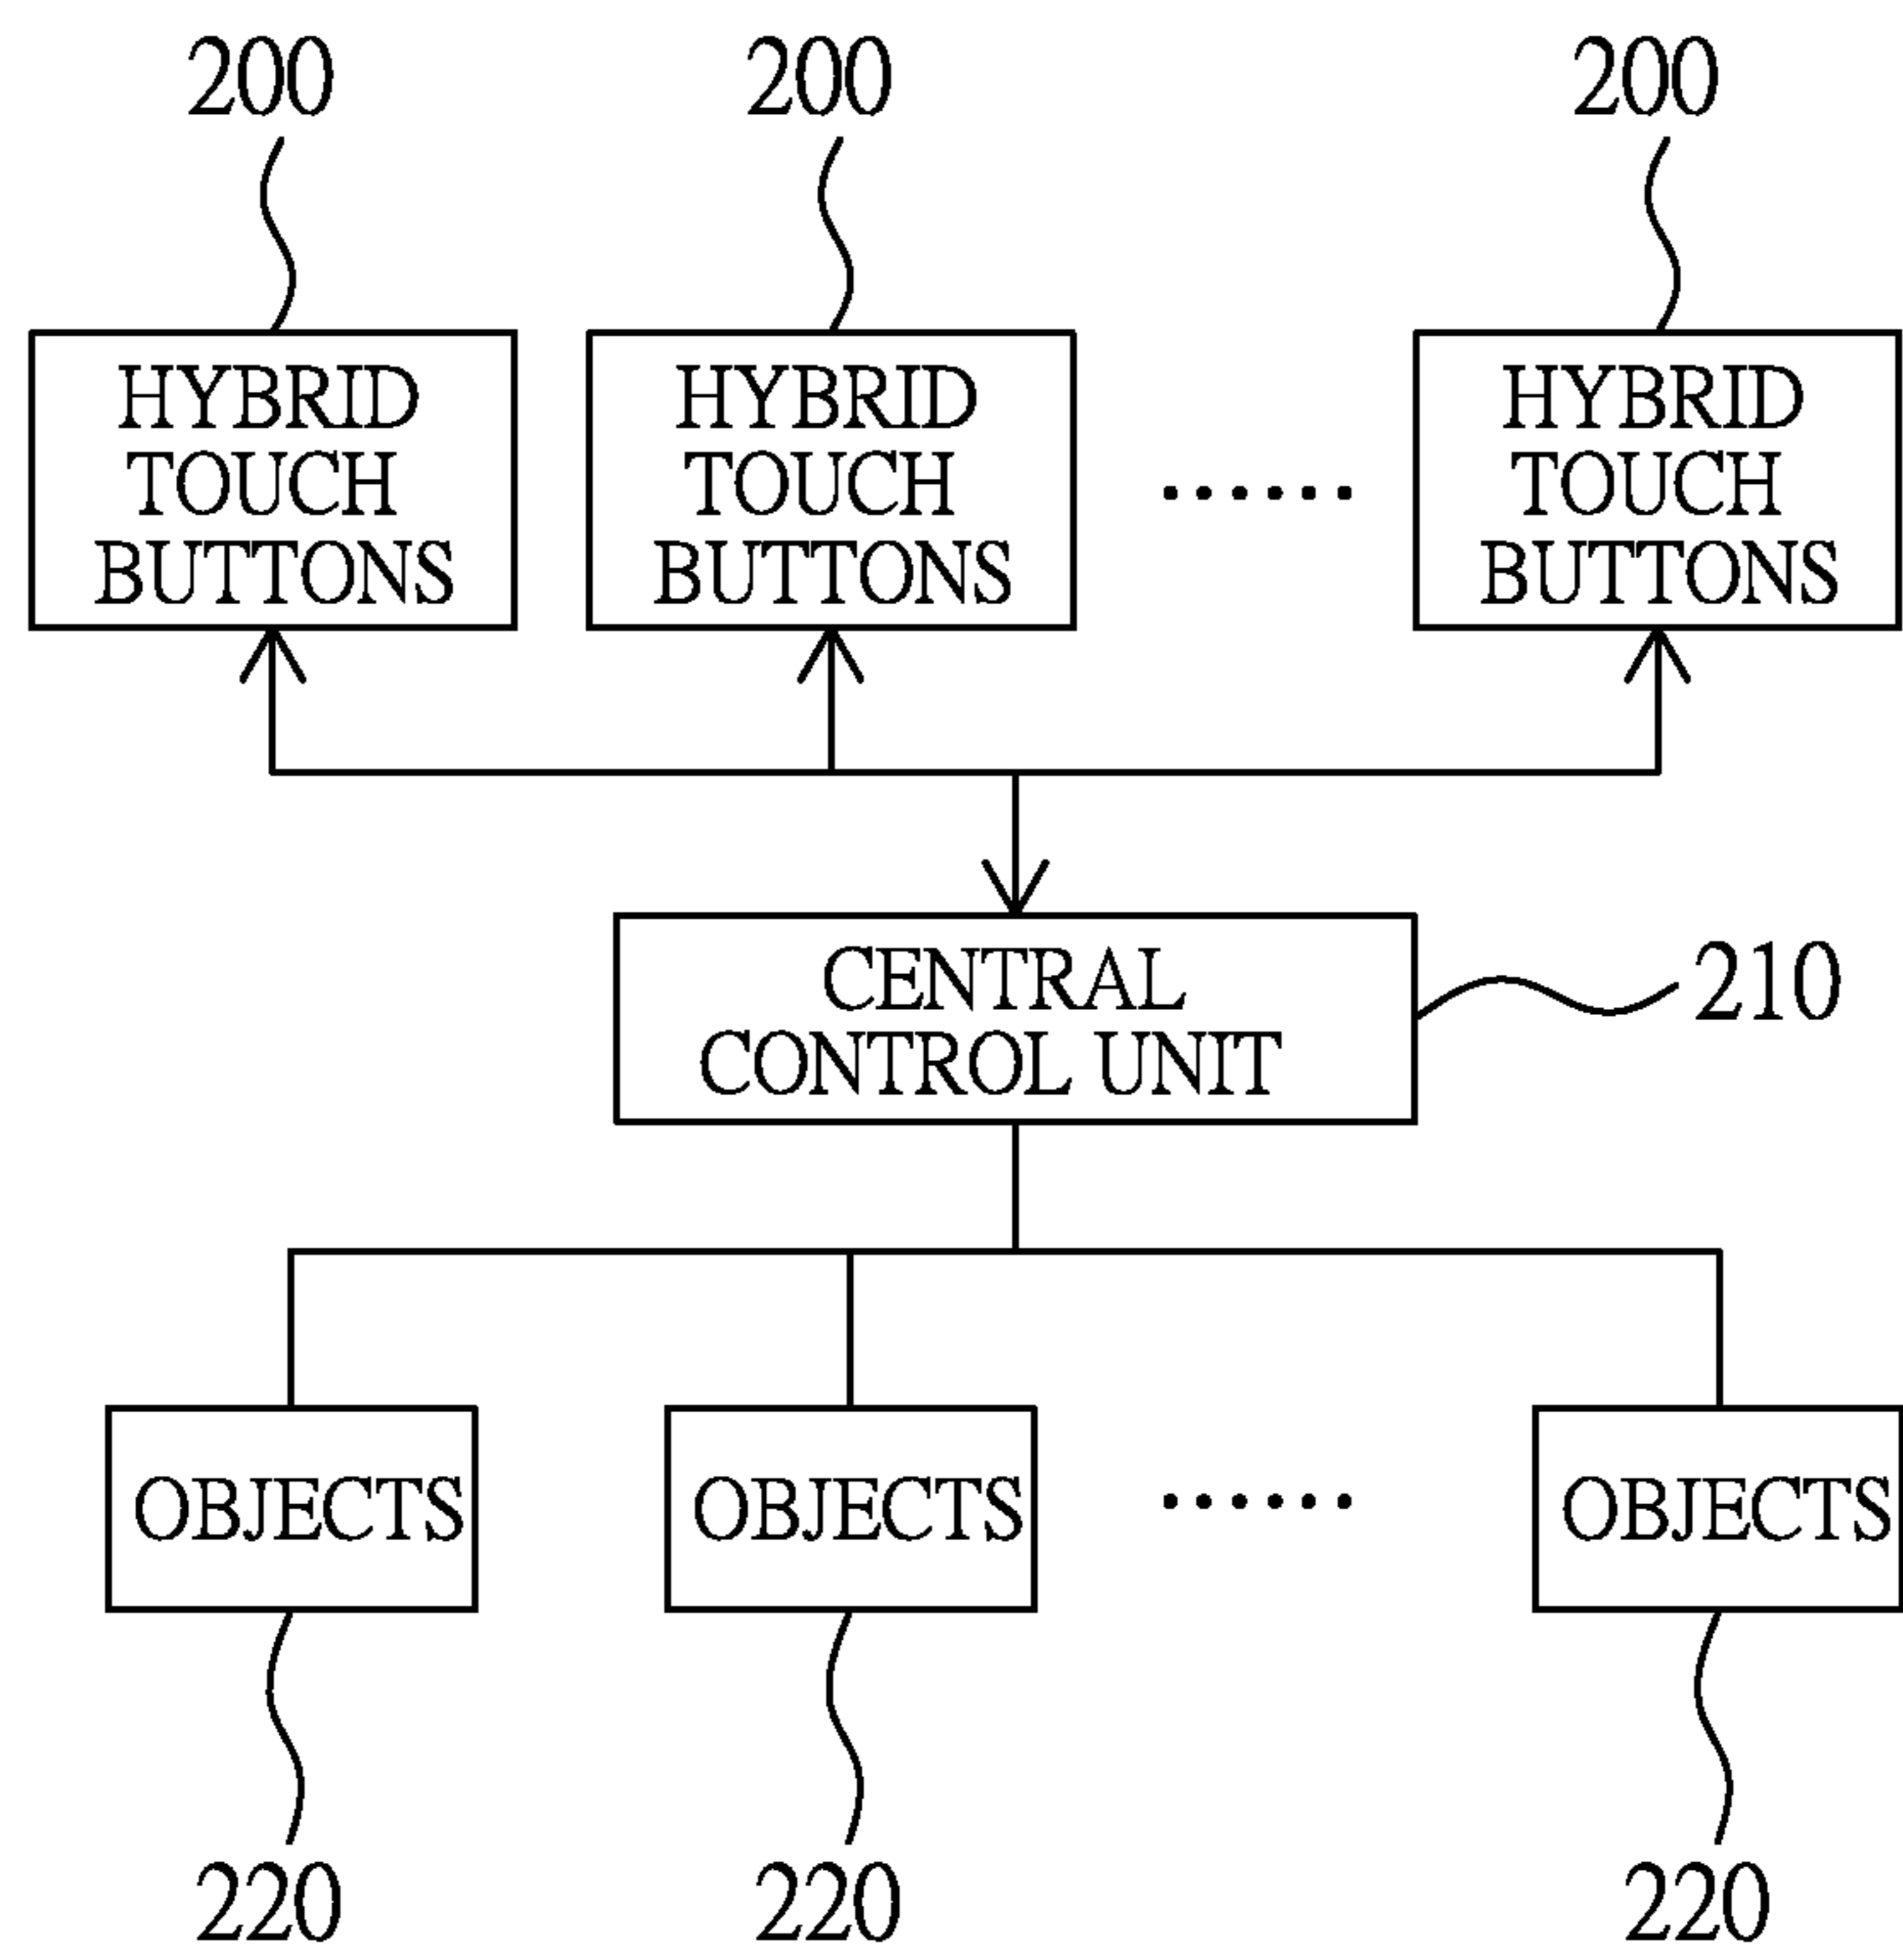 200 200 200
HYBRID HYBRID HYBRID
TOUCH TOUCH ...... TOUCH
BUTTONS BUTTONS BUTTONS
CENTRAL
CONTROL UNIT
210
OBJECTS OBJECTS ...... OBJECTS
220 220 220